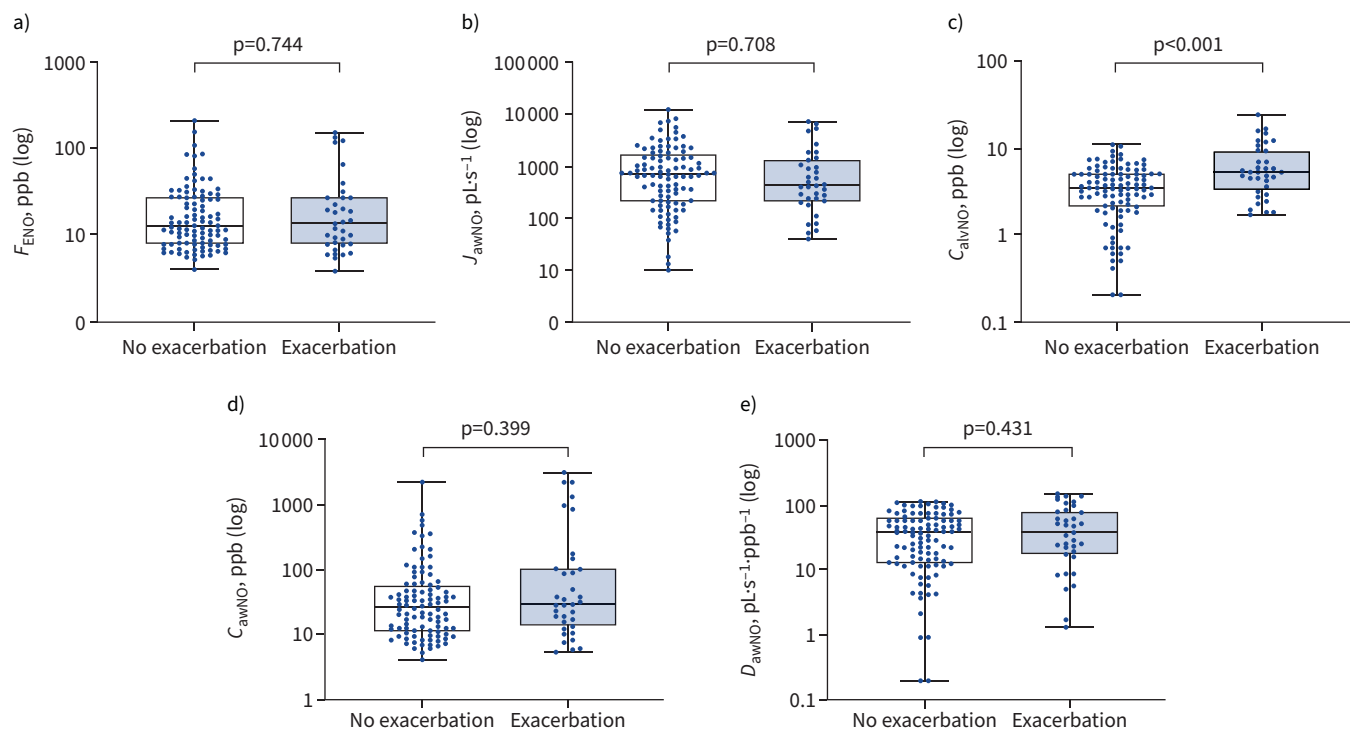 a)
p=0.744
1000
100
10
0
FENO, ppb (log)
No exacerbation Exacerbation
b)
p=0.708
100 000
10 000
1000
100
10
0
JawNO, pL·s⁻¹ (log)
No exacerbation Exacerbation
c)
p<0.001
100
10
1
0.1
CalvNO, ppb (log)
No exacerbation Exacerbation
d)
p=0.399
10 000
1000
100
10
1
CawNO, ppb (log)
No exacerbation Exacerbation
e)
p=0.431
1000
100
10
1
0.1
DawNO, pL·s⁻¹·ppb⁻¹ (log)
No exacerbation Exacerbation